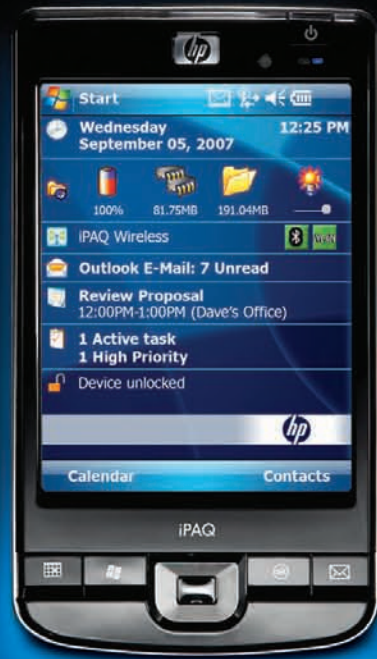 hp
Start
Wednesday 12:25 PM
September 05, 2007
100% 81.75MB 191.04MB
iPAQ Wireless
Outlook E-Mail: 7 Unread
Review Proposal
12:00PM-1:00PM (Dave's Office)
1 Active task
1 High Priority
Device unlocked
hp
Calendar Contacts
iPAQ
ok